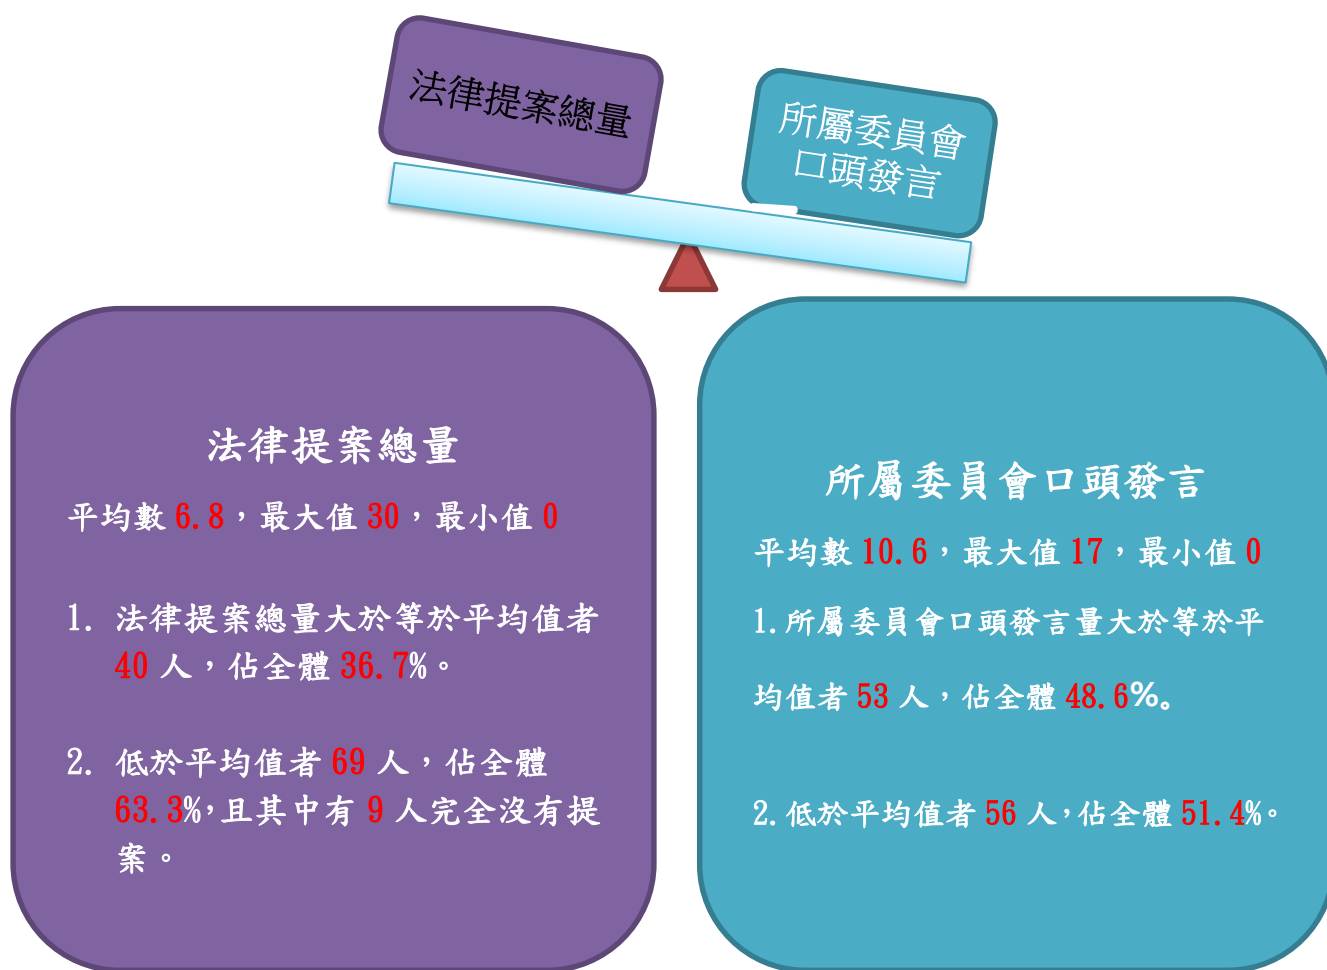 法律提案總量
所屬委員會
口頭發言
法律提案總量
平均數 6.8，最大值 30，最小值 0
1. 法律提案總量大於等於平均值者
40 人，佔全體 36.7%。
2. 低於平均值者 69 人，佔全體
63.3%，且其中有 9 人完全沒有提
案。
所屬委員會口頭發言
平均數 10.6，最大值 17，最小值 0
1.所屬委員會口頭發言量大於等於平
均值者 53 人，佔全體 48.6%。
2.低於平均值者 56 人，佔全體 51.4%。